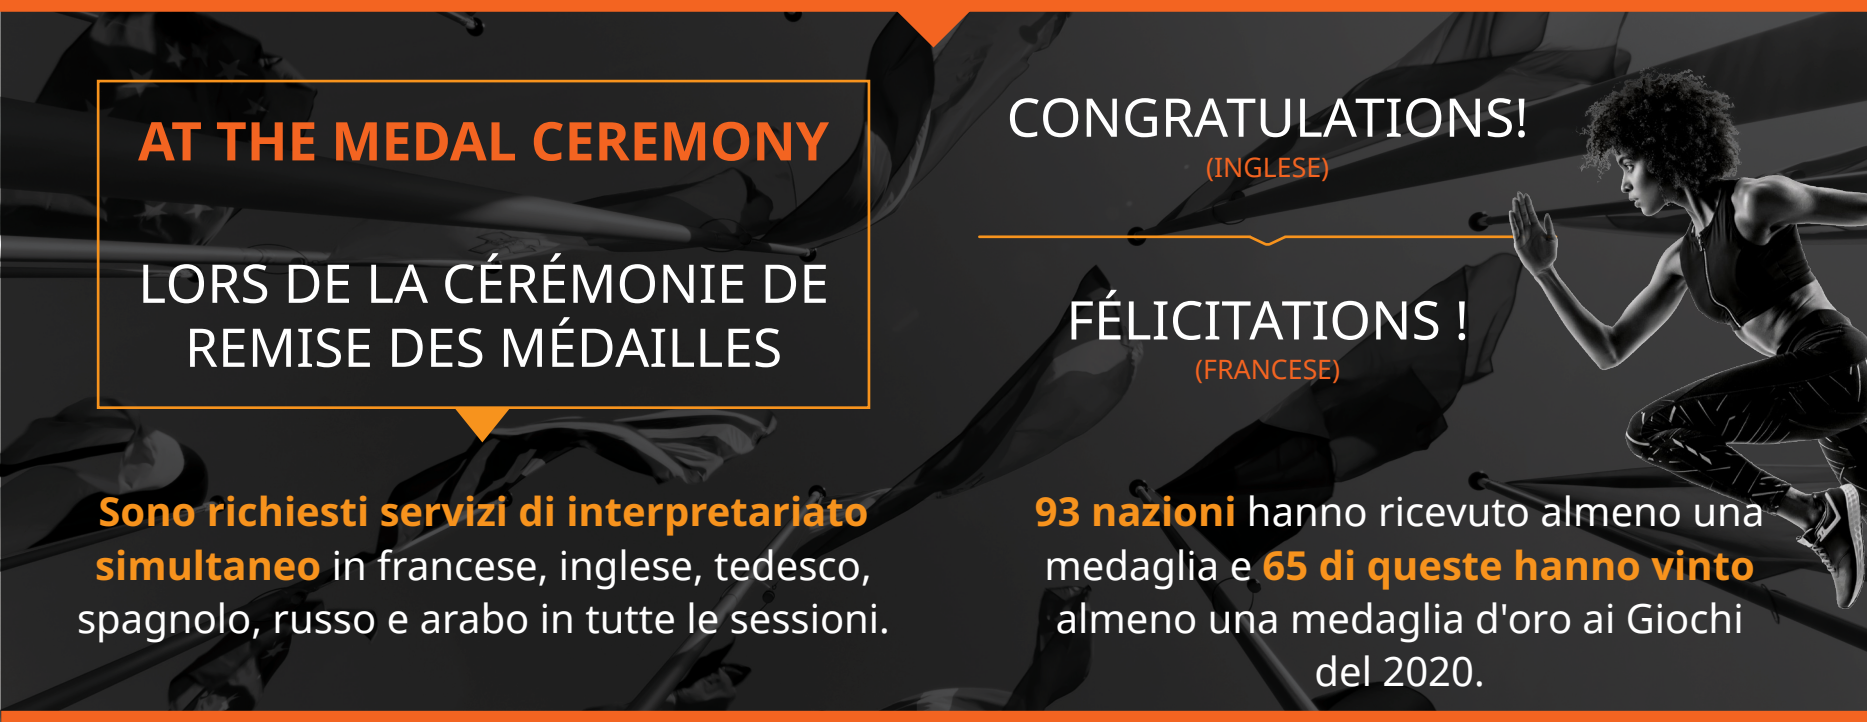 AT THE MEDAL CEREMONY
LORS DE LA CÉRÉMONIE DE
REMISE DES MÉDAILLES
Sono richiesti servizi di interpretariato
simultaneo in francese, inglese, tedesco,
spagnolo, russo e arabo in tutte le sessioni.
CONGRATULATIONS!
(INGLESE)
FÉLICITATIONS !
(FRANCESE)
93 nazioni hanno ricevuto almeno una
medaglia e 65 di queste hanno vinto
almeno una medaglia d'oro ai Giochi
del 2020.